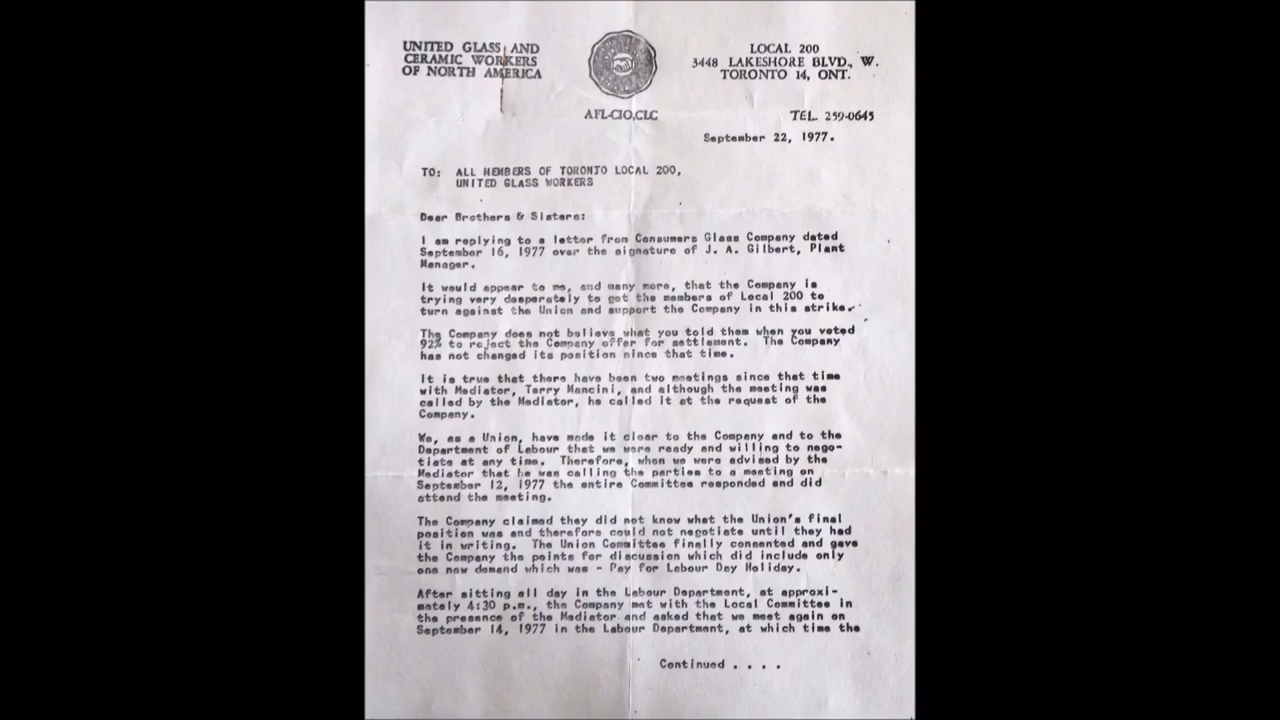 UNITED GLASS AND
CERAMIC WORKERS
OF NORTH AMERICA
AFL-CIO,CLC
LOCAL 200
3448 LAKESHORE BLVD., W.
TORONTO 14, ONT.
TEL. 259-0645
September 22, 1977.
TO: ALL MEMBERS OF TORONTO LOCAL 200,
UNITED GLASS WORKERS
Dear Brothers & Sisters:
I am replying to a letter from Consumers Glass Company dated
September 16, 1977 over the signature of J. A. Gilbert, Plant
Manager.
It would appear to me, and many more, that the Company is
trying very desperately to get the members of Local 200 to
turn against the Union and support the Company in this strike.
The Company does not believe what you told them when you voted
92% to reject the Company offer for settlement. The Company
has not changed its position since that time.
It is true that there have been two meetings since that time
with Mediator, Terry Mancini, and although the meeting was
called by the Mediator, he called it at the request of the
Company.
We, as a Union, have made it clear to the Company and to the
Department of Labour that we were ready and willing to nego-
tiate at any time. Therefore, when we were advised by the
Mediator that he was calling the parties to a meeting on
September 12, 1977 the entire Committee responded and did
attend the meeting.
The Company claimed they did not know what the Union's final
position was and therefore could not negotiate until they had
it in writing. The Union Committee finally consented and gave
the Company the points for discussion which did include only
one new demand which was - Pay for Labour Day Holiday.
After sitting all day in the Labour Department, at approxi-
mately 4:30 p.m., the Company met with the Local Committee in
the presence of the Mediator and asked that we meet again on
September 14, 1977 in the Labour Department, at which time the
Continued . . . .